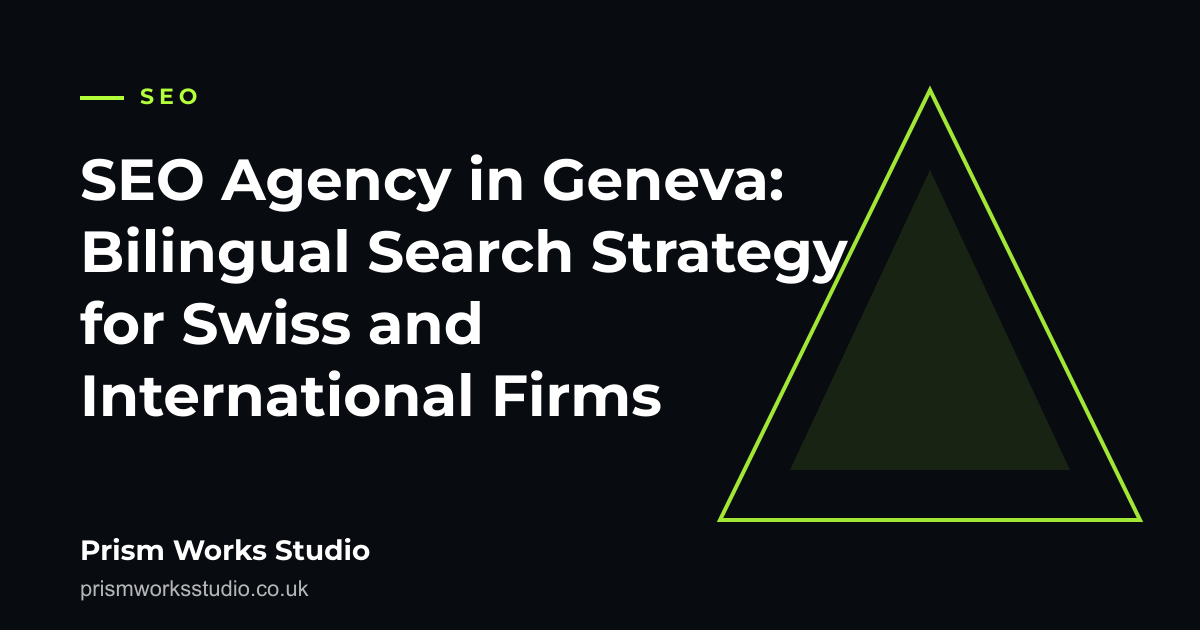 SEO
SEO Agency in Geneva:
Bilingual Search Strategy
for Swiss and
International Firms
Prism Works Studio
prismworksstudio.co.uk